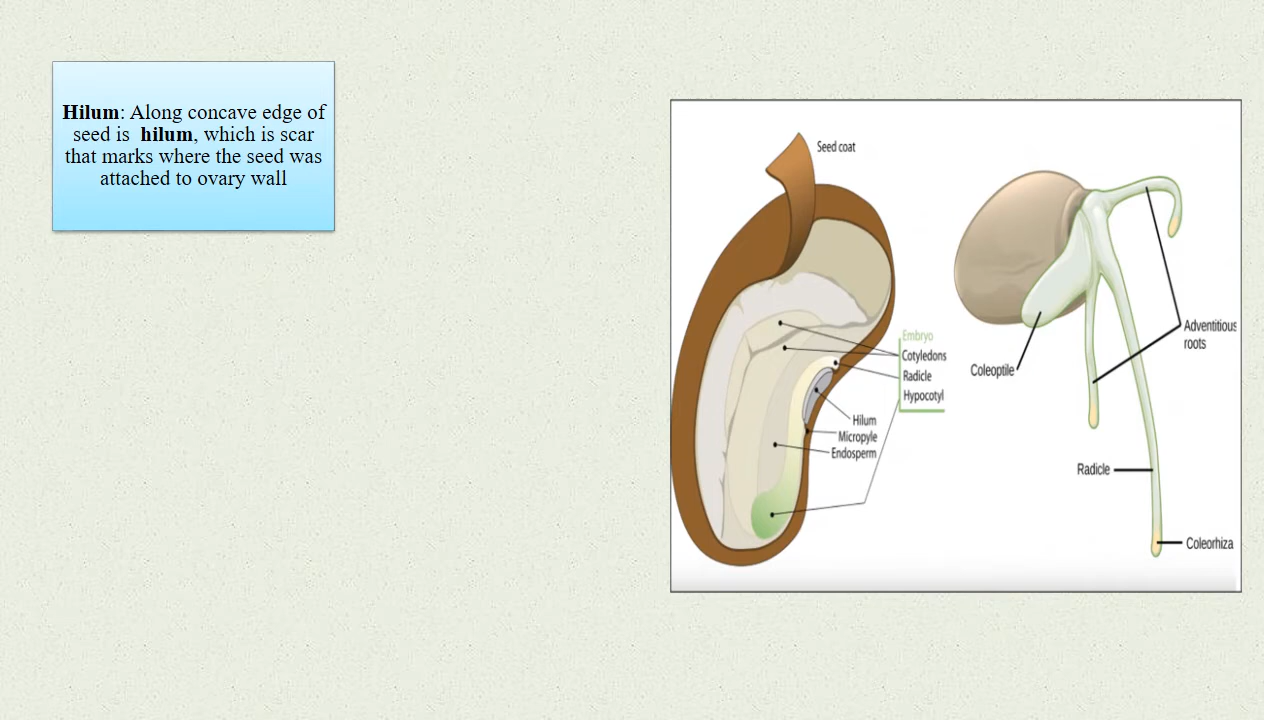 Hilum: Along concave edge of
seed is hilum, which is scar
that marks where the seed was
attached to ovary wall
Seed coat
Embryo
Cotyledons
Radicle
Hypocotyl
Hilum
Micropyle
Endosperm
Coleoptile
Adventitious
roots
Radicle
Coleorhiza